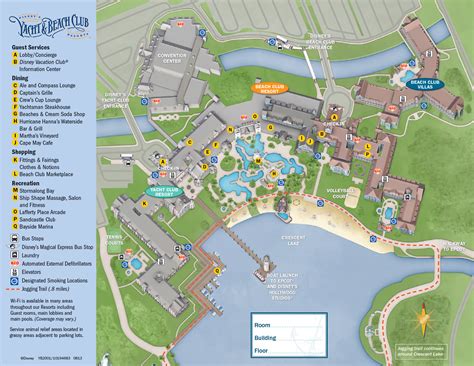 DISNEY'S
YACHT & BEACH CLUB
RESORTS
Guest Services
A Lobby/Concierge
B Disney Vacation Club®
Information Center
Dining
C Ale and Compass Lounge
D Captain's Grille
E Crew's Cup Lounge
F Yachtsman Steakhouse
G Beaches & Cream Soda Shop
H Hurricane Hanna's Waterside
Bar & Grill
I Martha's Vineyard
J Cape May Cafe
Shopping
K Fittings & Fairings
Clothes & Notions
L Beach Club Marketplace
Recreation
M Stormalong Bay
N Ship Shape Massage, Salon
and Fitness
O Lafferty Place Arcade
P Sandcastle Club
Q Bayside Marina
Bus Stops
Disney's Magical Express Bus Stop
Laundry
Automated External Defibrillators
Elevators
Designated Smoking Locations
Jogging Trail (.8 miles)
Wi-Fi is available in many areas
throughout our Resorts including
Guest rooms, main lobbies and
main pools. (Coverage may vary.)
Service animal relief areas located in
grassy areas adjacent to parking lots.
©Disney
CONVENTION
CENTER
DISNEY'S
YACHT CLUB
ENTRANCE
DISNEY'S
BEACH CLUB
ENTRANCE
BEACH CLUB
RESORT
BEACH CLUB
VILLAS
CHECK-IN
CHECK-IN
YACHT CLUB
RESORT
VOLLEYBALL
COURT
TENNIS
COURTS
CRESCENT
LAKE
BOAT LAUNCH
TO EPCOT
AND DISNEY'S
HOLLYWOOD
STUDIOS
WALKWAY
TO EPCOT
Room
Building
Floor
Jogging trail continues
around Crescent Lake